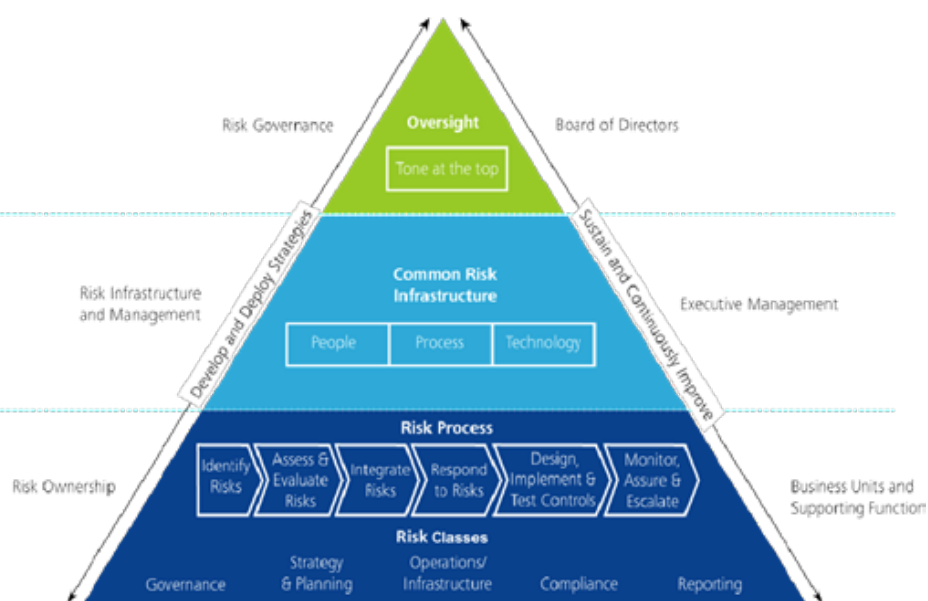 Risk Governance
Oversight
Board of Directors
Tone at the top
Develop and Deploy Strategies
Sustain and Continuously Improve
Risk Infrastructure
and Management
Common Risk
Infrastructure
Executive Management
People
Process
Technology
Risk Ownership
Risk Process
Identify
Risks
Assess &
Evaluate
Risks
Integrate
Risks
Respond
to Risks
Design,
Implement &
Test Controls
Monitor,
Assure &
Escalate
Business Units and
Supporting Function
Risk Classes
Governance
Strategy
& Planning
Operations/
Infrastructure
Compliance
Reporting